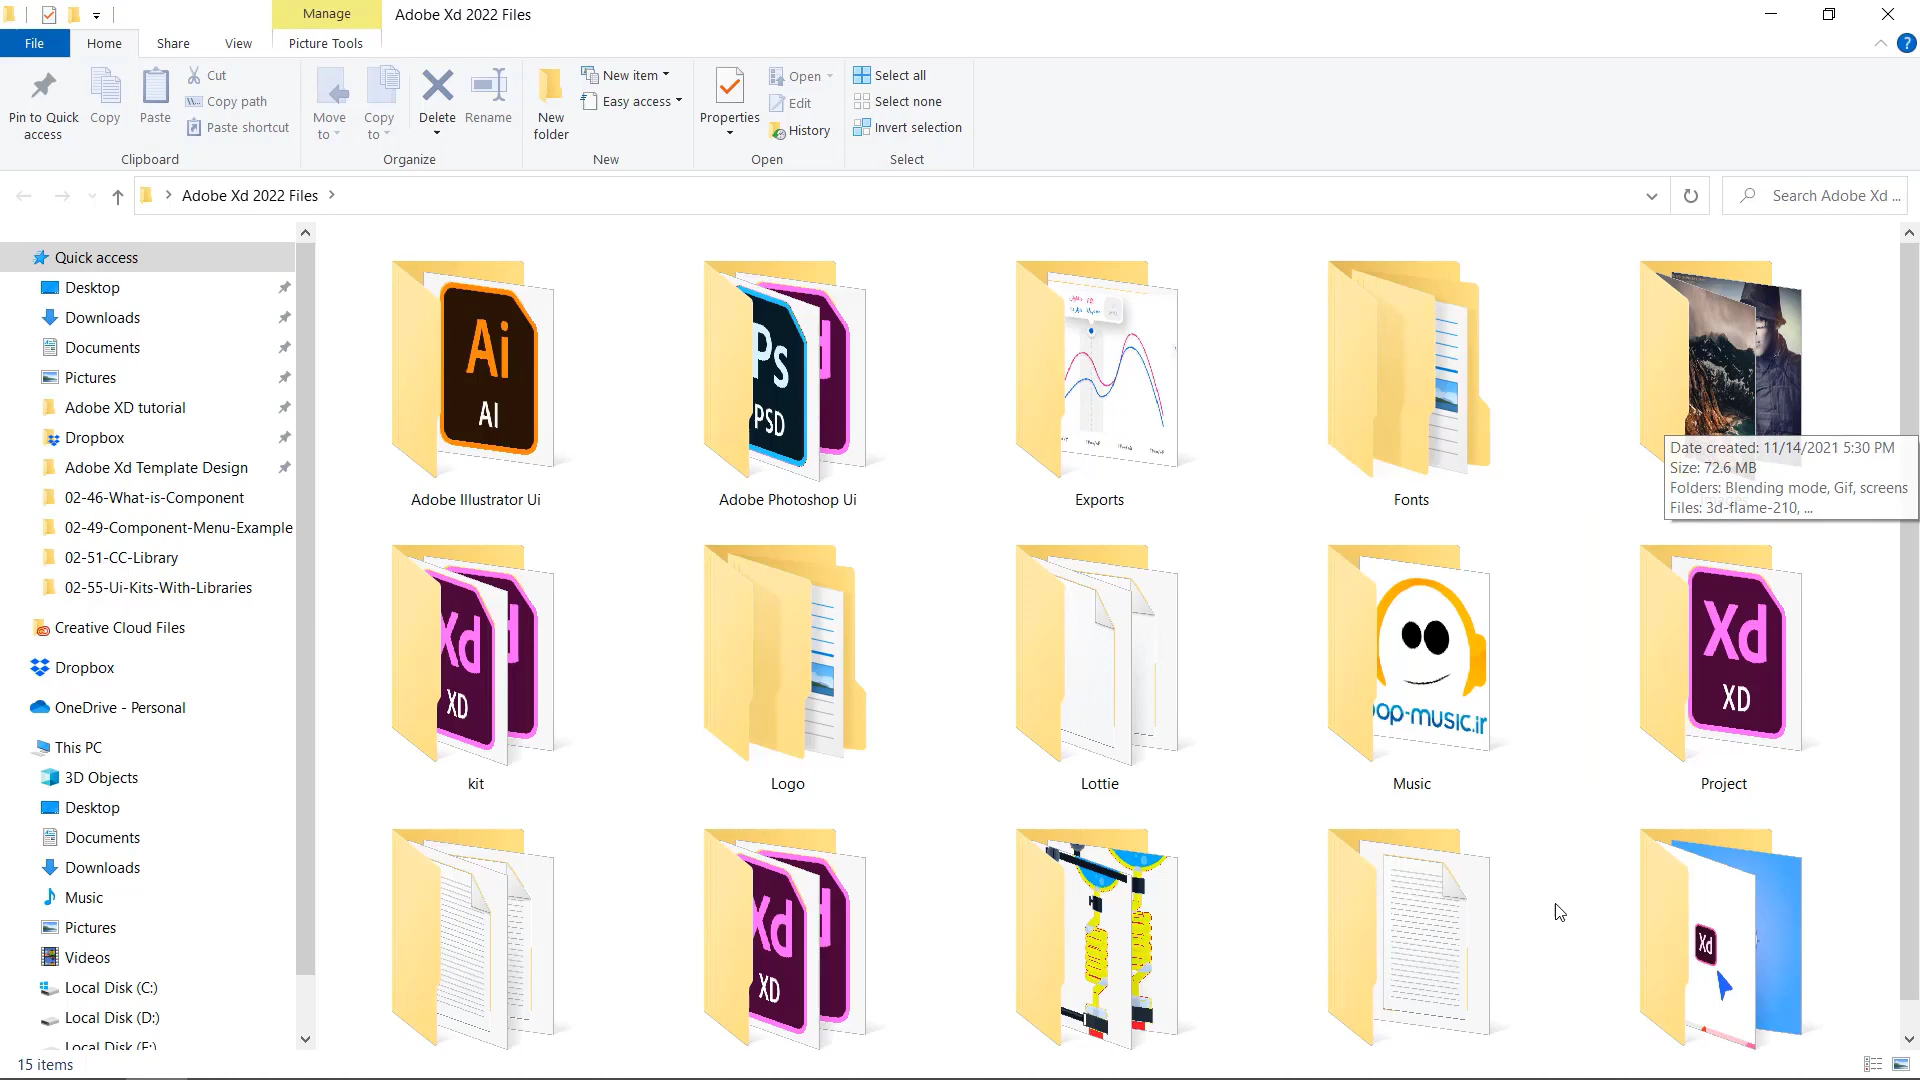 Manage
Adobe Xd 2022 Files
File
Home
Share
View
Picture Tools
Pin to Quick access
Copy
Paste
Cut
Copy path
Paste shortcut
Clipboard
Move to
Copy to
Delete
Rename
Organize
New folder
New item
Easy access
New
Properties
Open
Edit
History
Open
Select all
Select none
Invert selection
Select
Adobe Xd 2022 Files
Search Adobe Xd ...
Quick access
Desktop
Downloads
Documents
Pictures
Adobe XD tutorial
Dropbox
Adobe Xd Template Design
02-46-What-is-Component
02-49-Component-Menu-Example
02-51-CC-Library
02-55-Ui-Kits-With-Libraries
Creative Cloud Files
Dropbox
OneDrive - Personal
This PC
3D Objects
Desktop
Documents
Downloads
Music
Pictures
Videos
Local Disk (C:)
Local Disk (D:)
Local Disk (E:)
Ai
AI
Adobe Illustrator Ui
Ps
PSD
Adobe Photoshop Ui
Exports
Fonts
Date created: 11/14/2021 5:30 PM
Size: 72.6 MB
Folders: Blending mode, Gif, screens
Files: 3d-flame-210, ...
Xd
XD
kit
Logo
Lottie
pop-music.ir
Music
Xd
XD
Project
Xd
XD
Xd
15 items